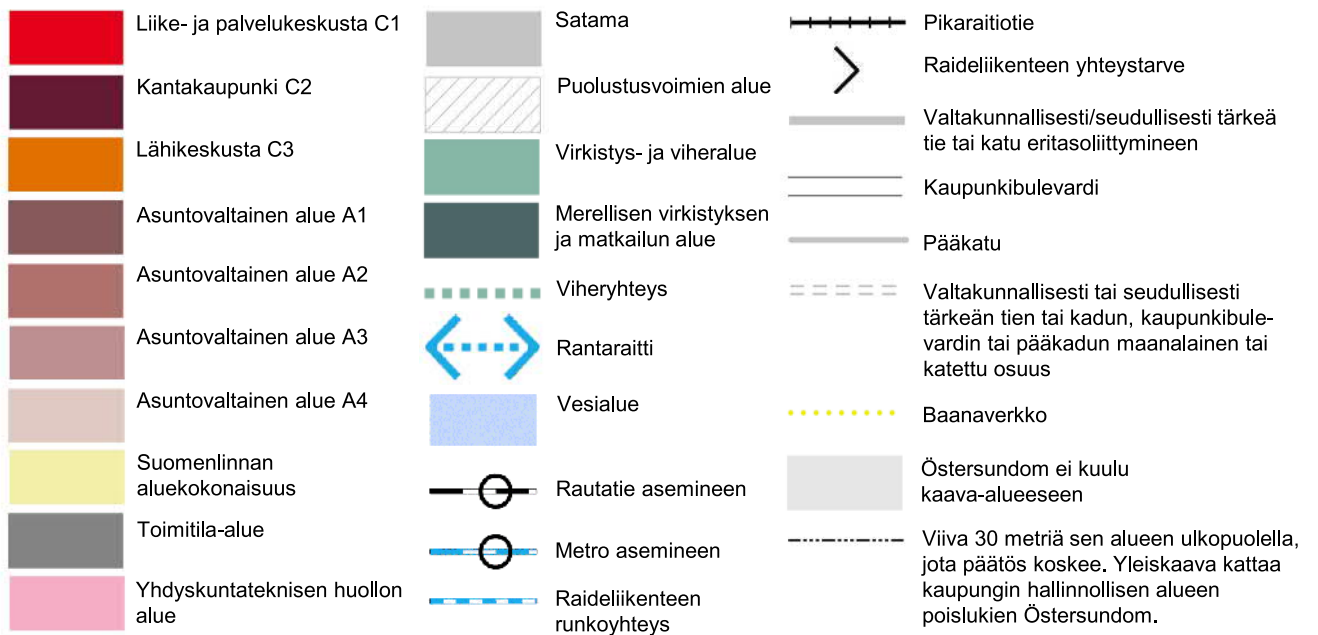 Liike- ja palvelukeskusta C1
Kantakaupunki C2
Lähikeskusta C3
Asuntovaltainen alue A1
Asuntovaltainen alue A2
Asuntovaltainen alue A3
Asuntovaltainen alue A4
Suomenlinnan
aluekokonaisuus
Toimitila-alue
Yhdyskuntateknisen huollon
alue
Satama
Puolustusvoimien alue
Virkistys- ja viheralue
Merellisen virkistyksen
ja matkailun alue
Viheryhteys
Rantaraitti
Vesialue
Rautatie asemineen
Metro asemineen
Raideliikenteen
runkoyhteys
Pikaraitiotie
Raideliikenteen yhteystarve
Valtakunnallisesti/seudullisesti tärkeä
tie tai katu eritasoliittymineen
Kaupunkibulevardi
Pääkatu
Valtakunnallisesti tai seudullisesti
tärkeän tien tai kadun, kaupunkibule-
vardin tai pääkadun maanalainen tai
katettu osuus
Baanaverkko
Östersundom ei kuulu
kaava-alueeseen
Viiva 30 metriä sen alueen ulkopuolella,
jota päätös koskee. Yleiskaava kattaa
kaupungin hallinnollisen alueen
poislukien Östersundom.